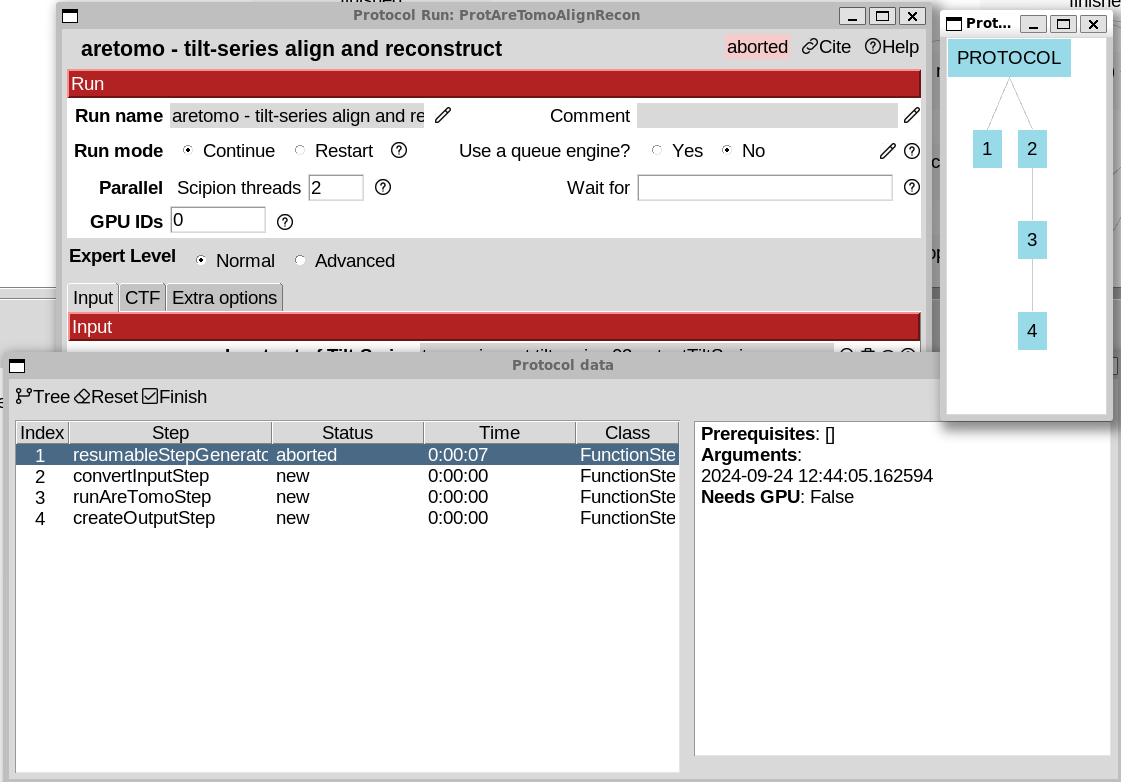 finished
Protocol Run: ProtAreTomoAlignRecon
aretomo - tilt-series align and reconstruct
aborted Cite Help
Run
Run name aretomo - tilt-series align and re Comment
Run mode Continue Restart Use a queue engine? Yes No
Parallel Scipion threads 2 Wait for
GPU IDs 0
Expert Level Normal Advanced
Input CTF Extra options
Input
Prot...
PROTOCOL
1 2
3
4
Protocol data
Tree Reset Finish
Index Step Status Time Class
1 resumableStepGenerato aborted 0:00:07 FunctionSte
2 convertInputStep new 0:00:00 FunctionSte
3 runAreTomoStep new 0:00:00 FunctionSte
4 createOutputStep new 0:00:00 FunctionSte
Prerequisites: []
Arguments:
2024-09-24 12:44:05.162594
Needs GPU: False